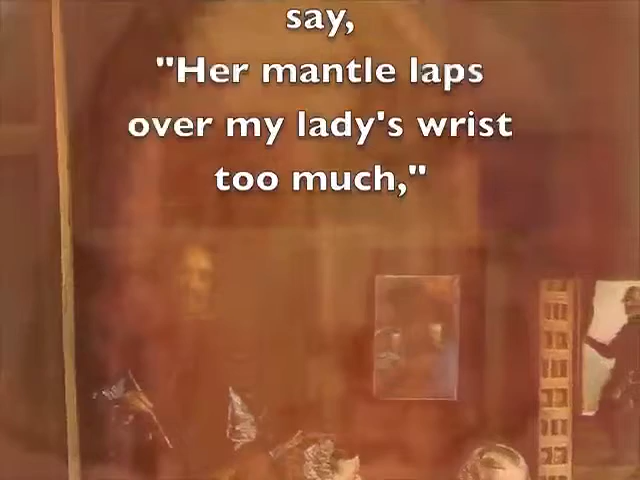 say,
"Her mantle laps
over my lady's wrist
too much,"